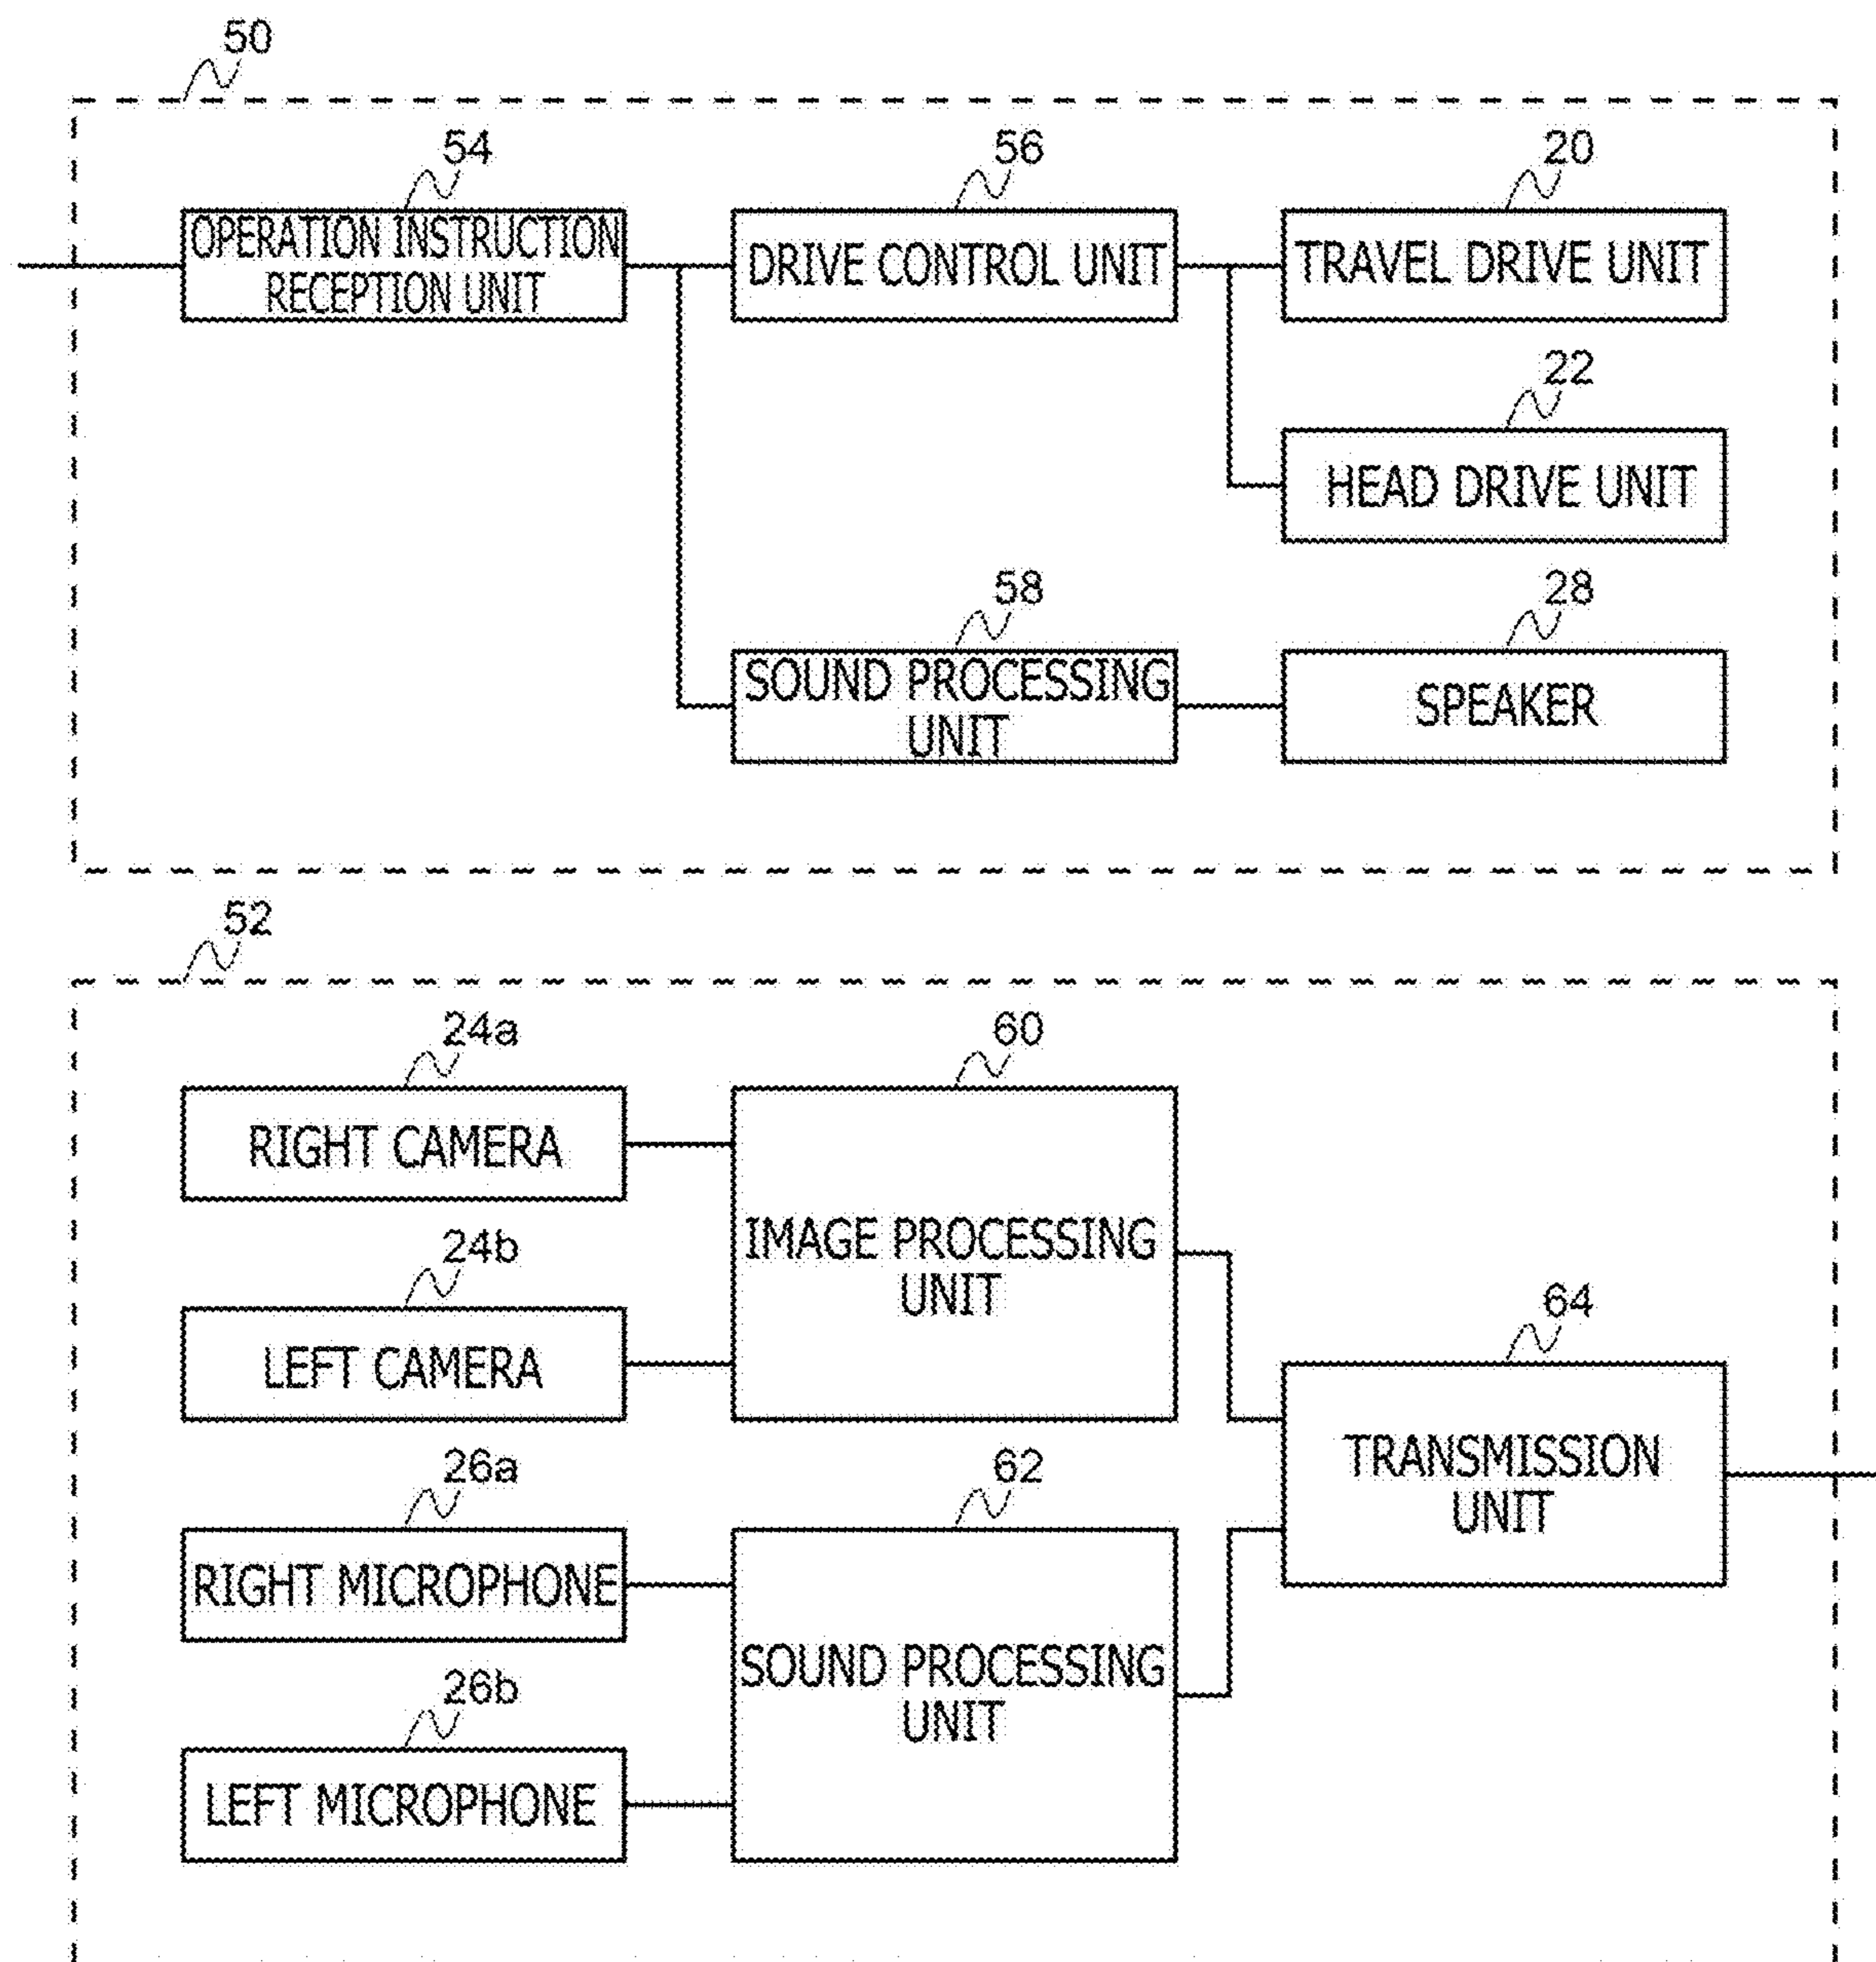 50
54
56
20
OPERATION INSTRUCTION
RECEPTION UNIT
DRIVE CONTROL UNIT
TRAVEL DRIVE UNIT
22
HEAD DRIVE UNIT
58
28
SOUND PROCESSING
UNIT
SPEAKER
52
24a
60
RIGHT CAMERA
24b
IMAGE PROCESSING
UNIT
64
LEFT CAMERA
26a
62
TRANSMISSION
UNIT
RIGHT MICROPHONE
26b
SOUND PROCESSING
UNIT
LEFT MICROPHONE